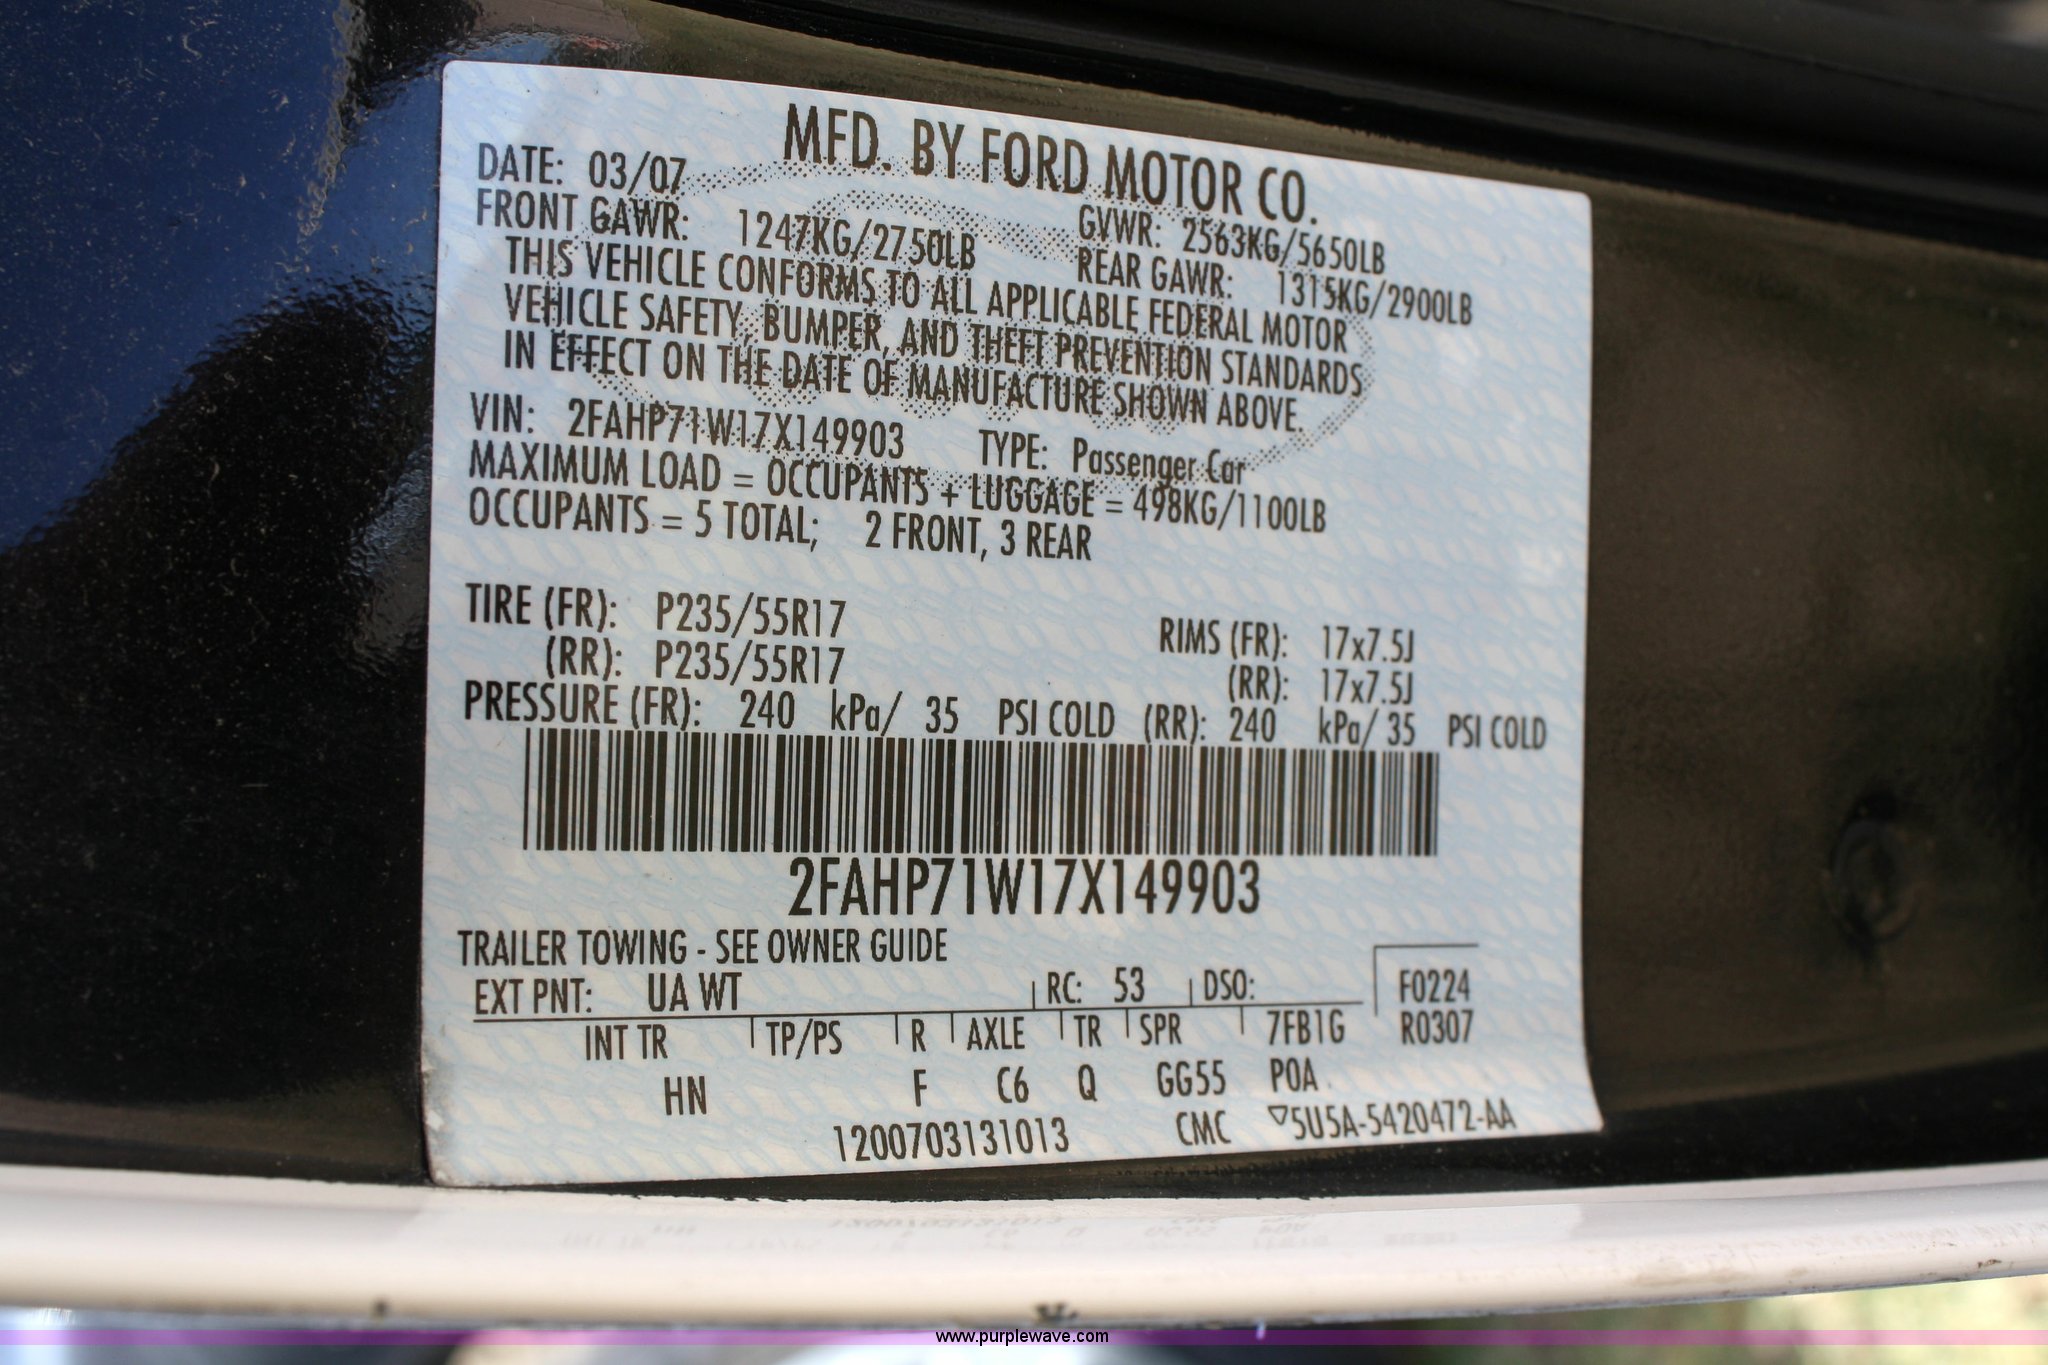 MFD. BY FORD MOTOR CO.
DATE: 03/07 GVWR: 2563KG/5650LB
FRONT GAWR: 1247KG/2750LB REAR GAWR: 1315KG/2900LB
THIS VEHICLE CONFORMS TO ALL APPLICABLE FEDERAL MOTOR
VEHICLE SAFETY, BUMPER, AND THEFT PREVENTION STANDARDS
IN EFFECT ON THE DATE OF MANUFACTURE SHOWN ABOVE.
VIN: 2FAHP71W17X149903 TYPE: Passenger Car
MAXIMUM LOAD = OCCUPANTS + LUGGAGE = 498KG/1100LB
OCCUPANTS = 5 TOTAL; 2 FRONT, 3 REAR
TIRE (FR): P235/55R17 RIMS (FR): 17x7.5J
(RR): P235/55R17 (RR): 17x7.5J
PRESSURE (FR): 240 kPa/ 35 PSI COLD (RR): 240 kPa/ 35 PSI COLD
2FAHP71W17X149903
TRAILER TOWING - SEE OWNER GUIDE
EXT PNT: UA WT RC: 53 DSO: F0224
INT TR TP/PS R AXLE TR SPR 7FB1G R0307
HN F C6 Q GG55 POA
1200703131013 CMC ▽5U5A-5420472-AA
www.purplewave.com